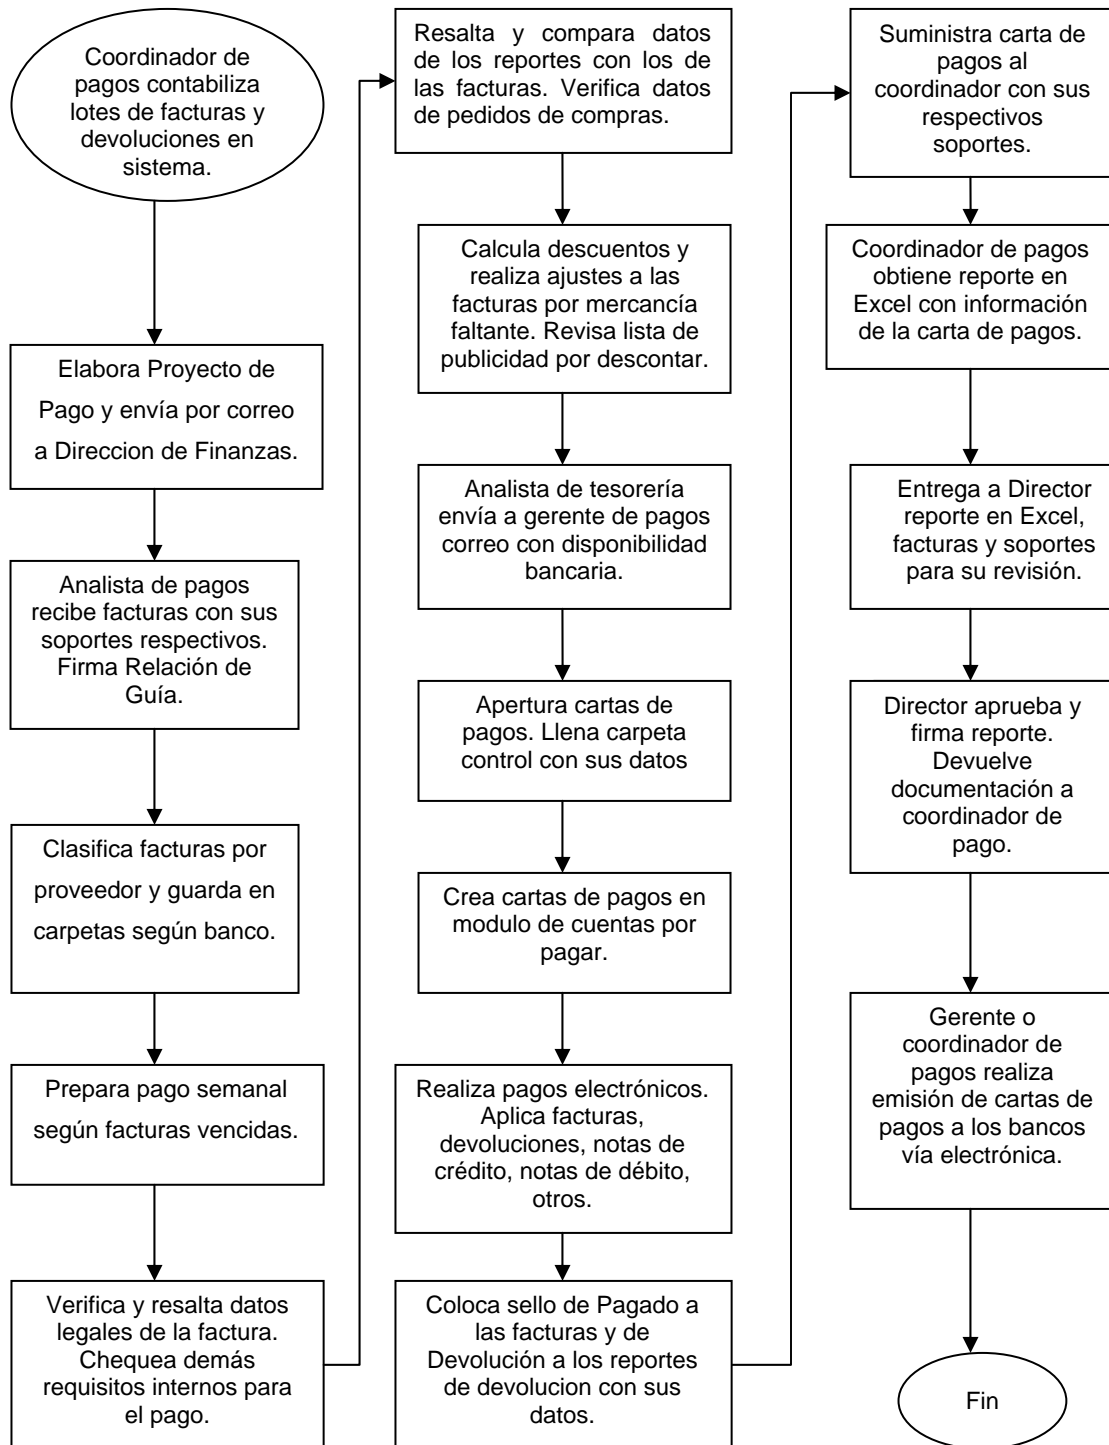 Coordinador de
pagos contabiliza
lotes de facturas y
devoluciones en
sistema.
Elabora Proyecto de
Pago y envía por correo
a Direccion de Finanzas.
Analista de pagos
recibe facturas con sus
soportes respectivos.
Firma Relación de
Guía.
Clasifica facturas por
proveedor y guarda en
carpetas según banco.
Prepara pago semanal
según facturas vencidas.
Verifica y resalta datos
legales de la factura.
Chequea demás
requisitos internos para
el pago.
Resalta y compara datos
de los reportes con los de
las facturas. Verifica datos
de pedidos de compras.
Calcula descuentos y
realiza ajustes a las
facturas por mercancía
faltante. Revisa lista de
publicidad por descontar.
Analista de tesorería
envía a gerente de pagos
correo con disponibilidad
bancaria.
Apertura cartas de
pagos. Llena carpeta
control con sus datos
Crea cartas de pagos en
modulo de cuentas por
pagar.
Realiza pagos electrónicos.
Aplica facturas,
devoluciones, notas de
crédito, notas de débito,
otros.
Coloca sello de Pagado a
las facturas y de
Devolución a los reportes
de devolucion con sus
datos.
Suministra carta de
pagos al
coordinador con sus
respectivos
soportes.
Coordinador de pagos
obtiene reporte en
Excel con información
de la carta de pagos.
Entrega a Director
reporte en Excel,
facturas y soportes
para su revisión.
Director aprueba y
firma reporte.
Devuelve
documentación a
coordinador de
pago.
Gerente o
coordinador de
pagos realiza
emisión de cartas de
pagos a los bancos
vía electrónica.
Fin